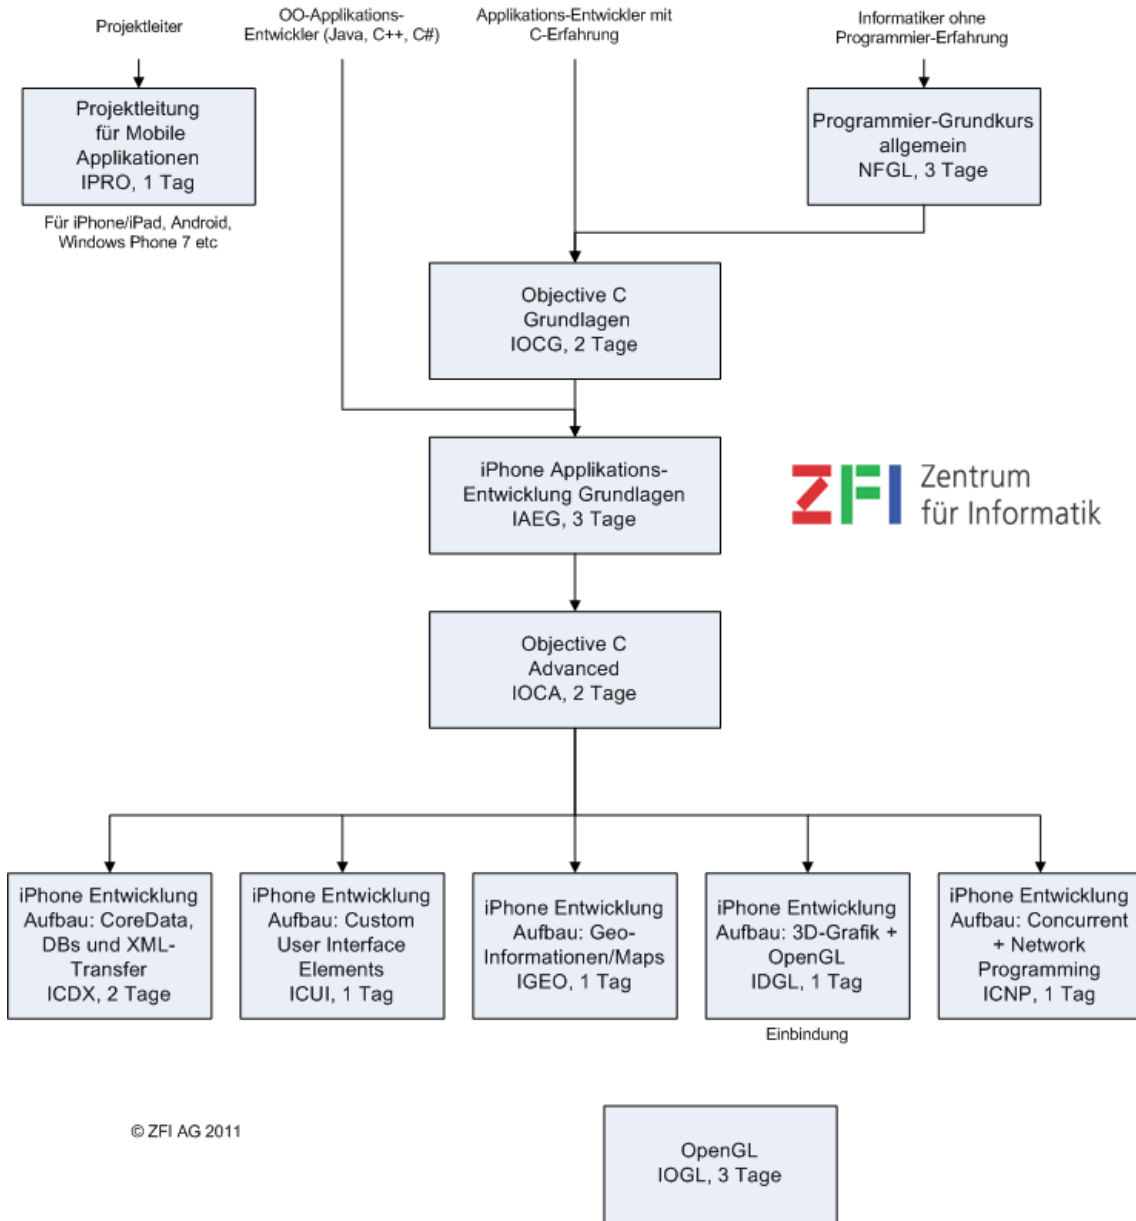 Projektleiter
OO-Applikations-
Entwickler (Java, C++, C#)
Applikations-Entwickler mit
C-Erfahrung
Informatiker ohne
Programmier-Erfahrung
Projektleitung
für Mobile
Applikationen
IPRO, 1 Tag
Für iPhone/iPad, Android,
Windows Phone 7 etc
Programmier-Grundkurs
allgemein
NFGL, 3 Tage
Objective C
Grundlagen
IOCG, 2 Tage
iPhone Applikations-
Entwicklung Grundlagen
IAEG, 3 Tage
ZFI
Zentrum
für Informatik
Objective C
Advanced
IOCA, 2 Tage
iPhone Entwicklung
Aufbau: CoreData,
DBs und XML-
Transfer
ICDX, 2 Tage
iPhone Entwicklung
Aufbau: Custom
User Interface
Elements
ICUI, 1 Tag
iPhone Entwicklung
Aufbau: Geo-
Informationen/Maps
IGEO, 1 Tag
iPhone Entwicklung
Aufbau: 3D-Grafik +
OpenGL
IDGL, 1 Tag
Einbindung
iPhone Entwicklung
Aufbau: Concurrent
+ Network
Programming
ICNP, 1 Tag
© ZFI AG 2011
OpenGL
IOGL, 3 Tage